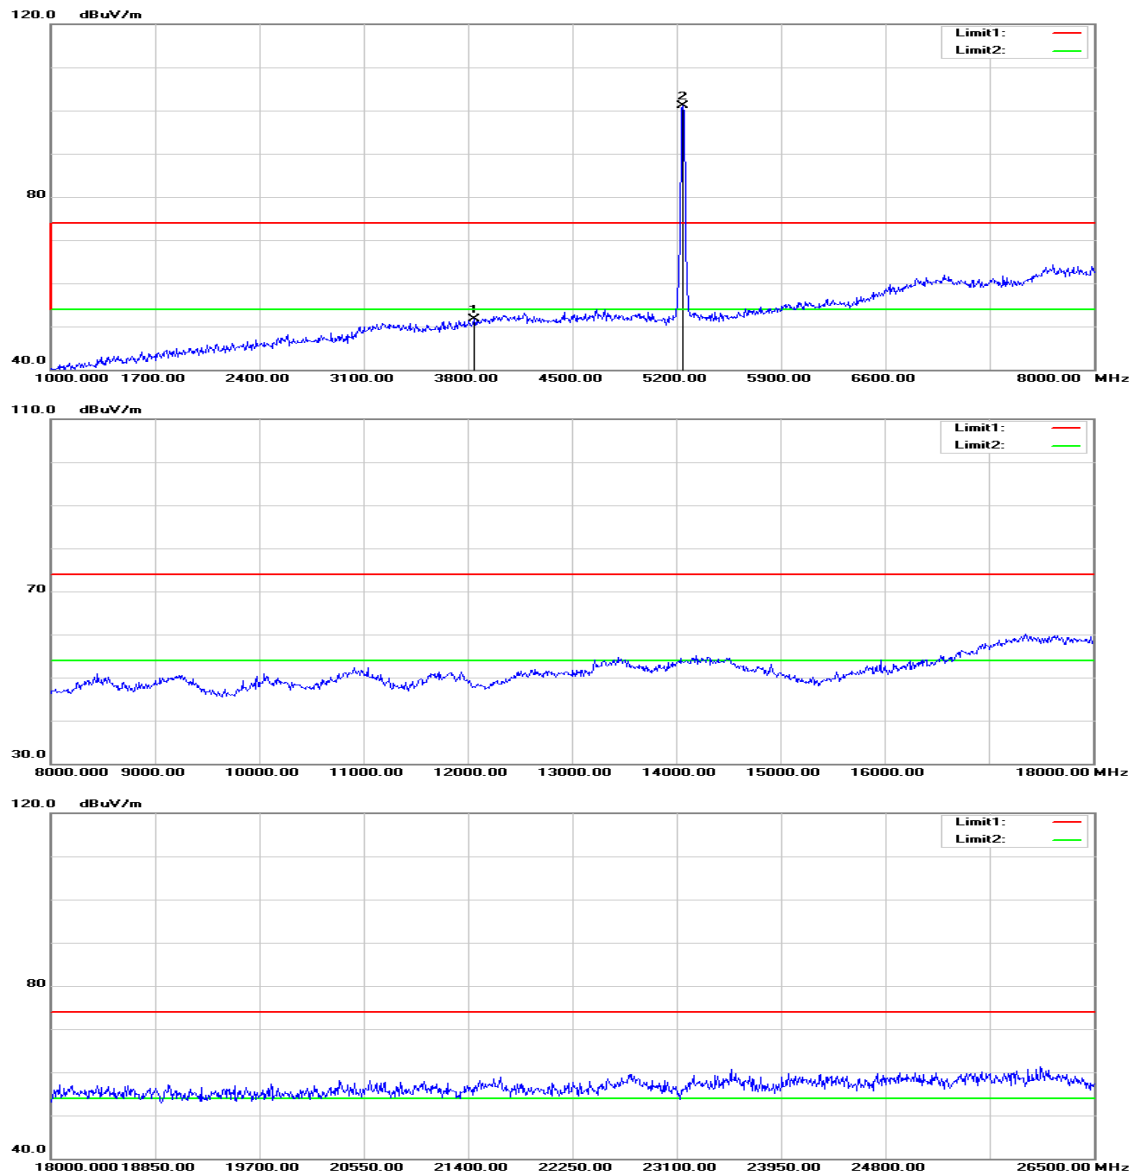 120.0 dBuV/m
Limit1:
Limit2:
2
80
1
40.0
1000.000 1700.00 2400.00 3100.00 3800.00 4500.00 5200.00 5900.00 6600.00 8000.00 MHz
110.0 dBuV/m
Limit1:
Limit2:
70
30.0
8000.000 9000.00 10000.00 11000.00 12000.00 13000.00 14000.00 15000.00 16000.00 18000.00 MHz
120.0 dBuV/m
Limit1:
Limit2:
80
40.0
18000.000 18850.00 19700.00 20550.00 21400.00 22250.00 23100.00 23950.00 24800.00 26500.00 MHz